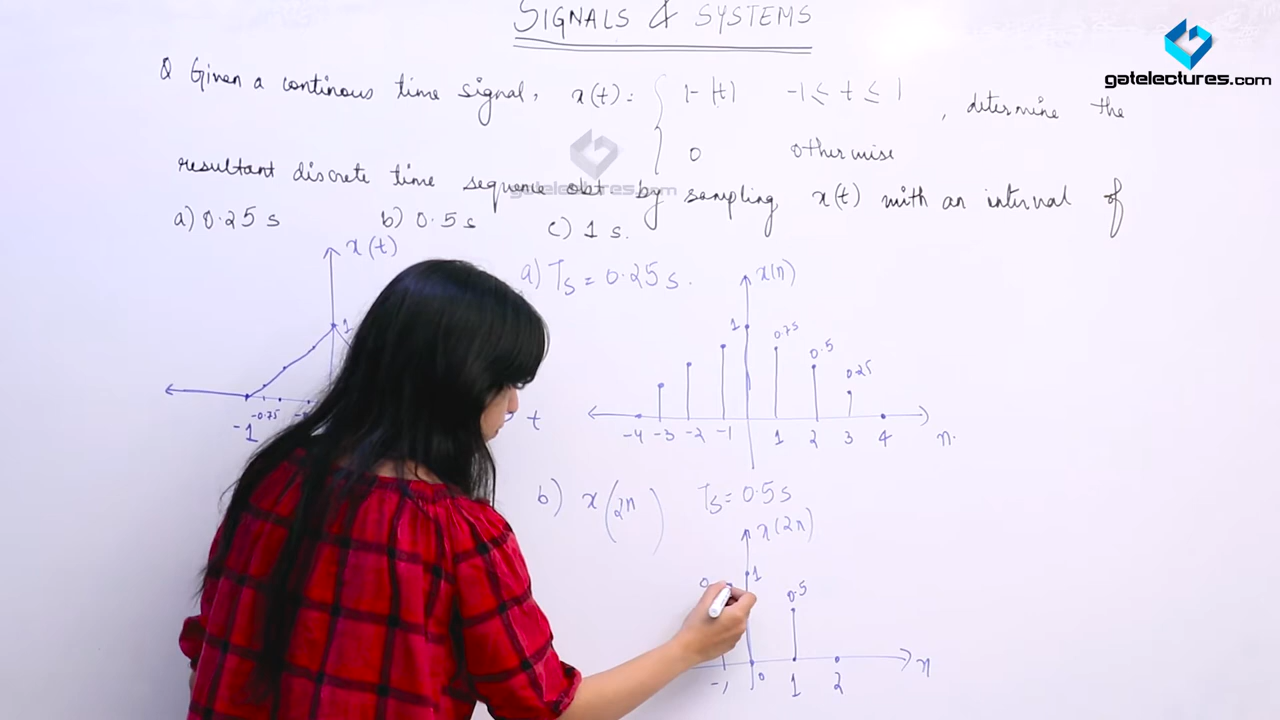 SIGNALS & SYSTEMS
gatelectures.com
Q Given a continous time signal, x(t) = { 1-|t| -1 ≤ t ≤ 1 , determine the
0 otherwise
resultant discrete time sequence obt by sampling x(t) with an interval of
gatelectures.com
a) 0.25 s b) 0.5 s c) 1 s.
x(t)
1
-0.75
-1
t
a) Ts = 0.25 s.
x(n)
1 0.75 0.5 0.25
-4 -3 -2 -1 1 2 3 4 n.
b) x(2n) Ts = 0.5 s
x(2n)
1 0.5
-1 0 1 2 n